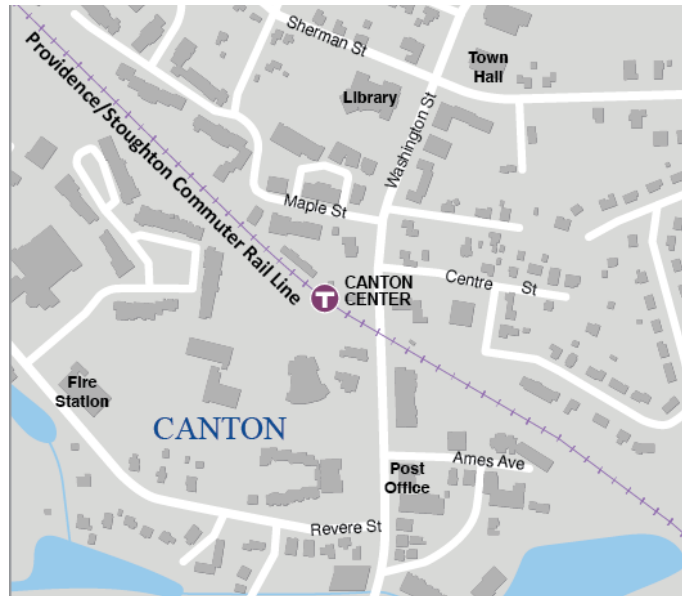 Sherman St
Town
Hall
Providence/Stoughton Commuter Rail Line
Library
Washington St
Maple St
Centre St
T
CANTON
CENTER
Fire
Station
CANTON
Ames Ave
Post
Office
Revere St